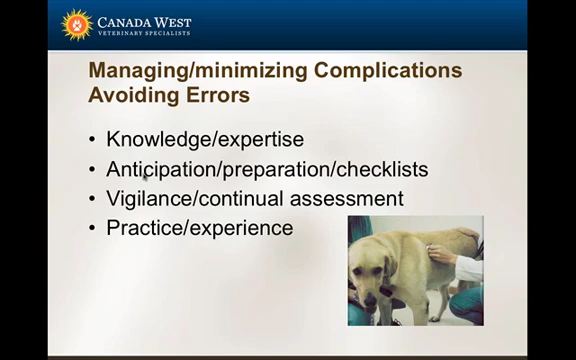 CANADA WEST
VETERINARY SPECIALISTS
Managing/minimizing Complications
Avoiding Errors
• Knowledge/expertise
• Anticipation/preparation/checklists
• Vigilance/continual assessment
• Practice/experience